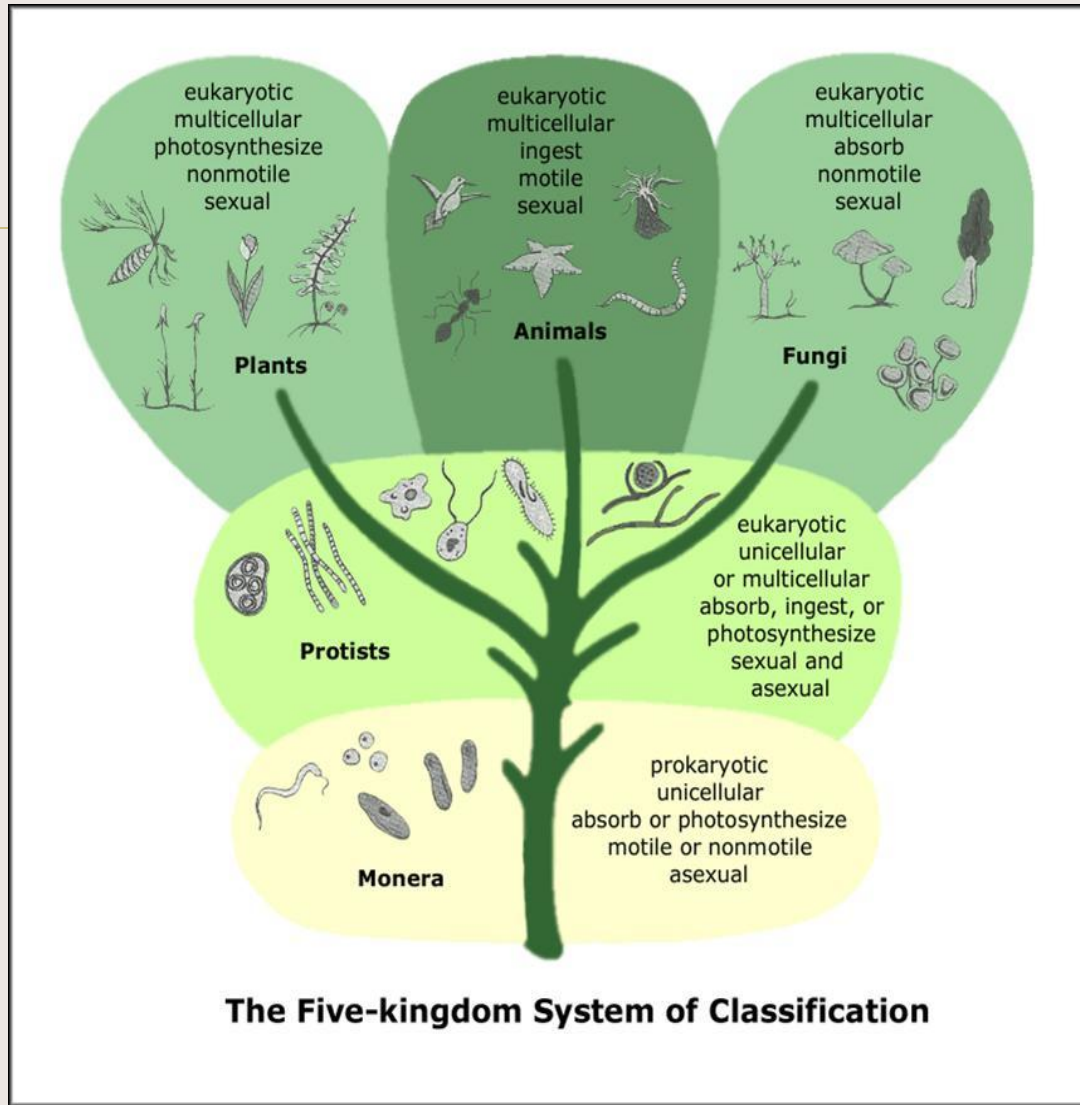 eukaryotic
multicellular
photosynthesize
nonmotile
sexual
Plants
eukaryotic
multicellular
ingest
motile
sexual
Animals
eukaryotic
multicellular
absorb
nonmotile
sexual
Fungi
Protists
eukaryotic
unicellular
or multicellular
absorb, ingest, or
photosynthesize
sexual and
asexual
Monera
prokaryotic
unicellular
absorb or photosynthesize
motile or nonmotile
asexual
The Five-kingdom System of Classification